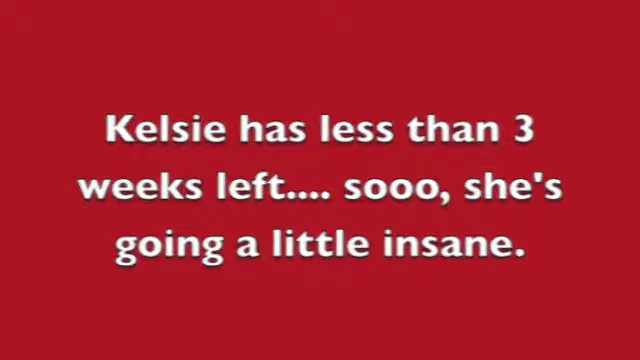 Kelsie has less than 3
weeks left.... sooo, she's
going a little insane.